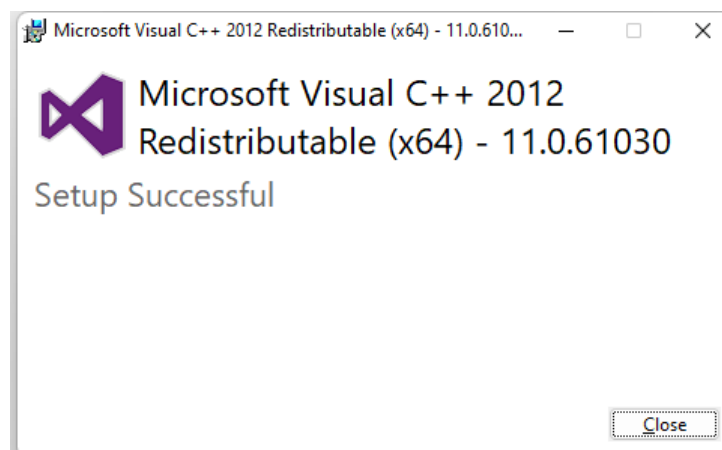 Microsoft Visual C++ 2012 Redistributable (x64) - 11.0.610...
Microsoft Visual C++ 2012
Redistributable (x64) - 11.0.61030
Setup Successful
Close